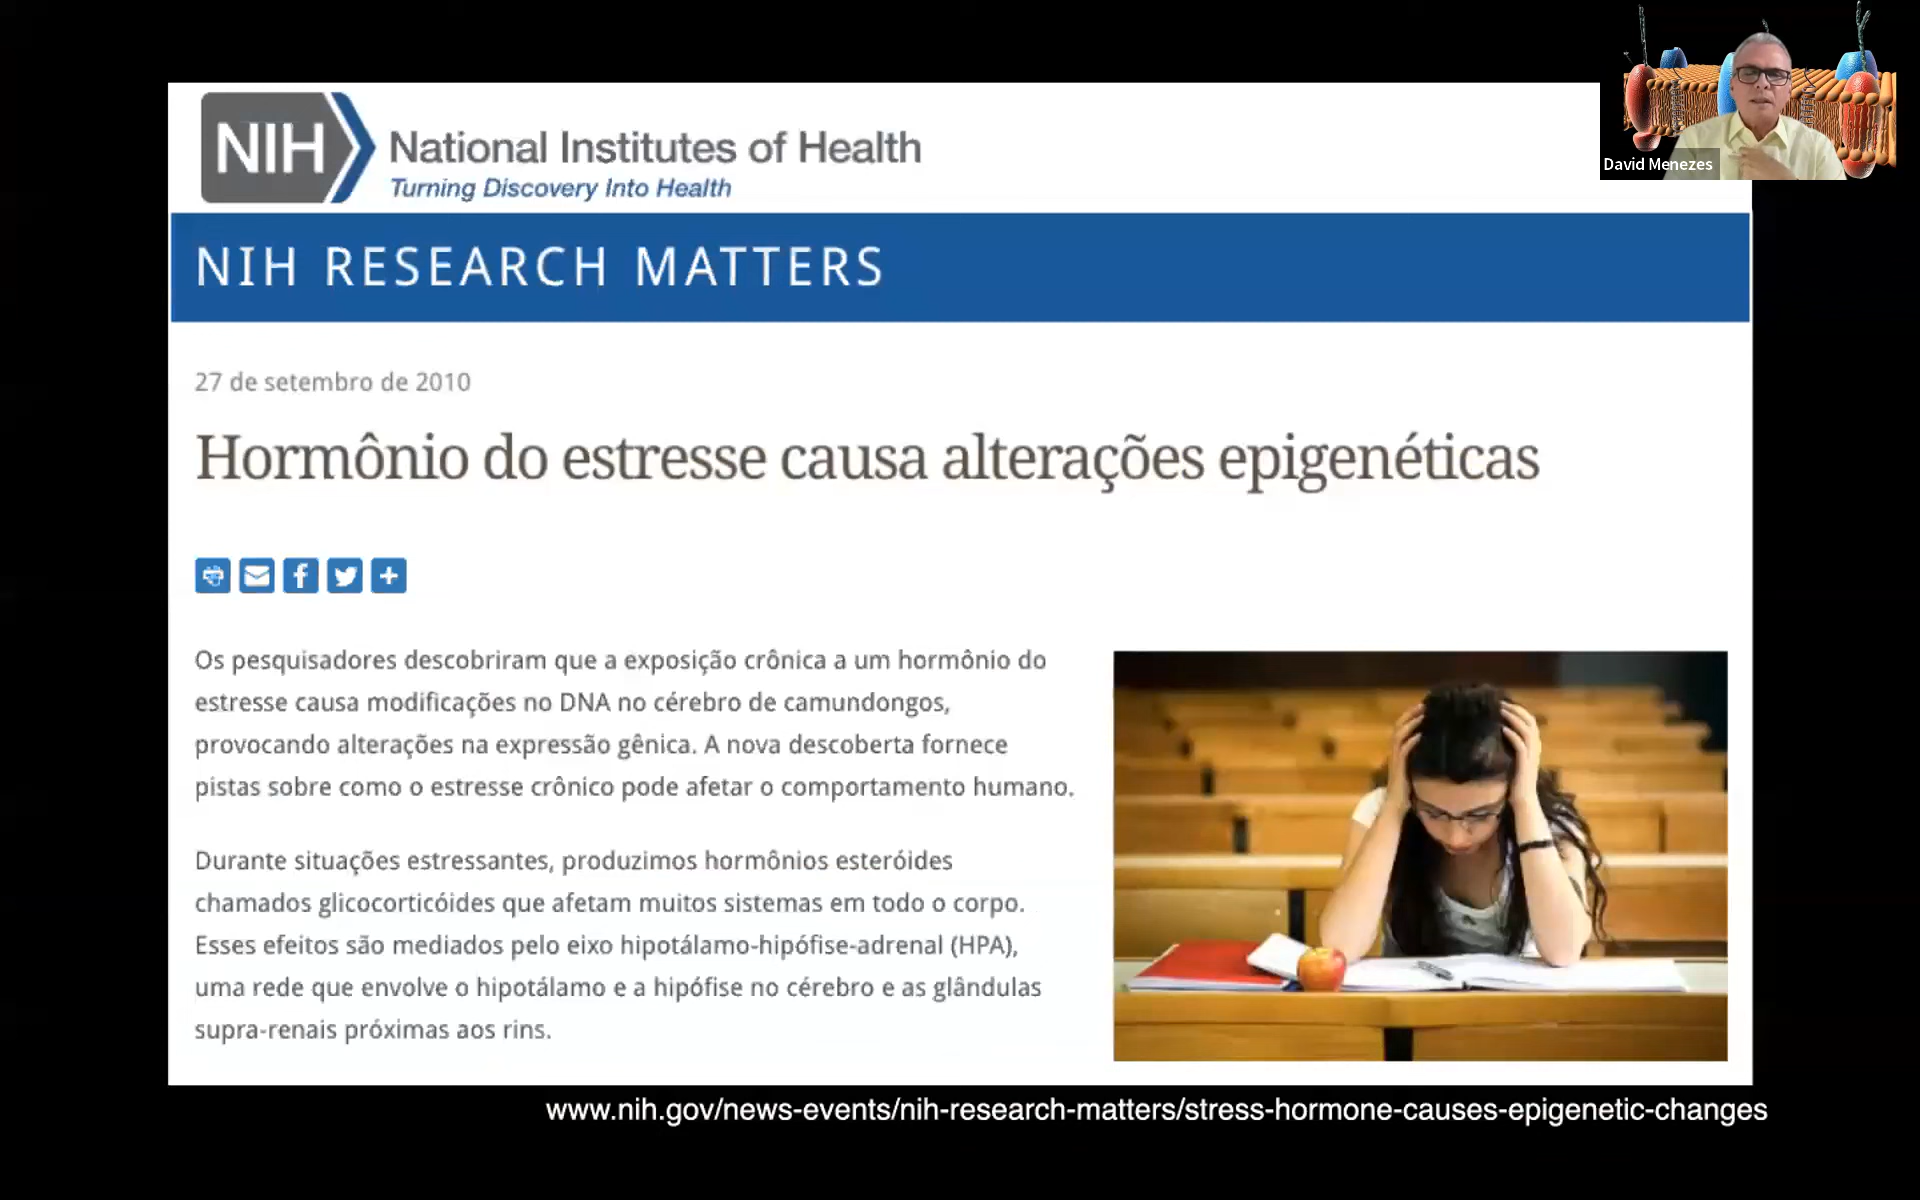 NIH National Institutes of Health
Turning Discovery Into Health
David Menezes
NIH RESEARCH MATTERS
27 de setembro de 2010
Hormônio do estresse causa alterações epigenéticas
Os pesquisadores descobriram que a exposição crônica a um hormônio do
estresse causa modificações no DNA no cérebro de camundongos,
provocando alterações na expressão gênica. A nova descoberta fornece
pistas sobre como o estresse crônico pode afetar o comportamento humano.
Durante situações estressantes, produzimos hormônios esteróides
chamados glicocorticóides que afetam muitos sistemas em todo o corpo.
Esses efeitos são mediados pelo eixo hipotálamo-hipófise-adrenal (HPA),
uma rede que envolve o hipotálamo e a hipófise no cérebro e as glândulas
supra-renais próximas aos rins.
www.nih.gov/news-events/nih-research-matters/stress-hormone-causes-epigenetic-changes